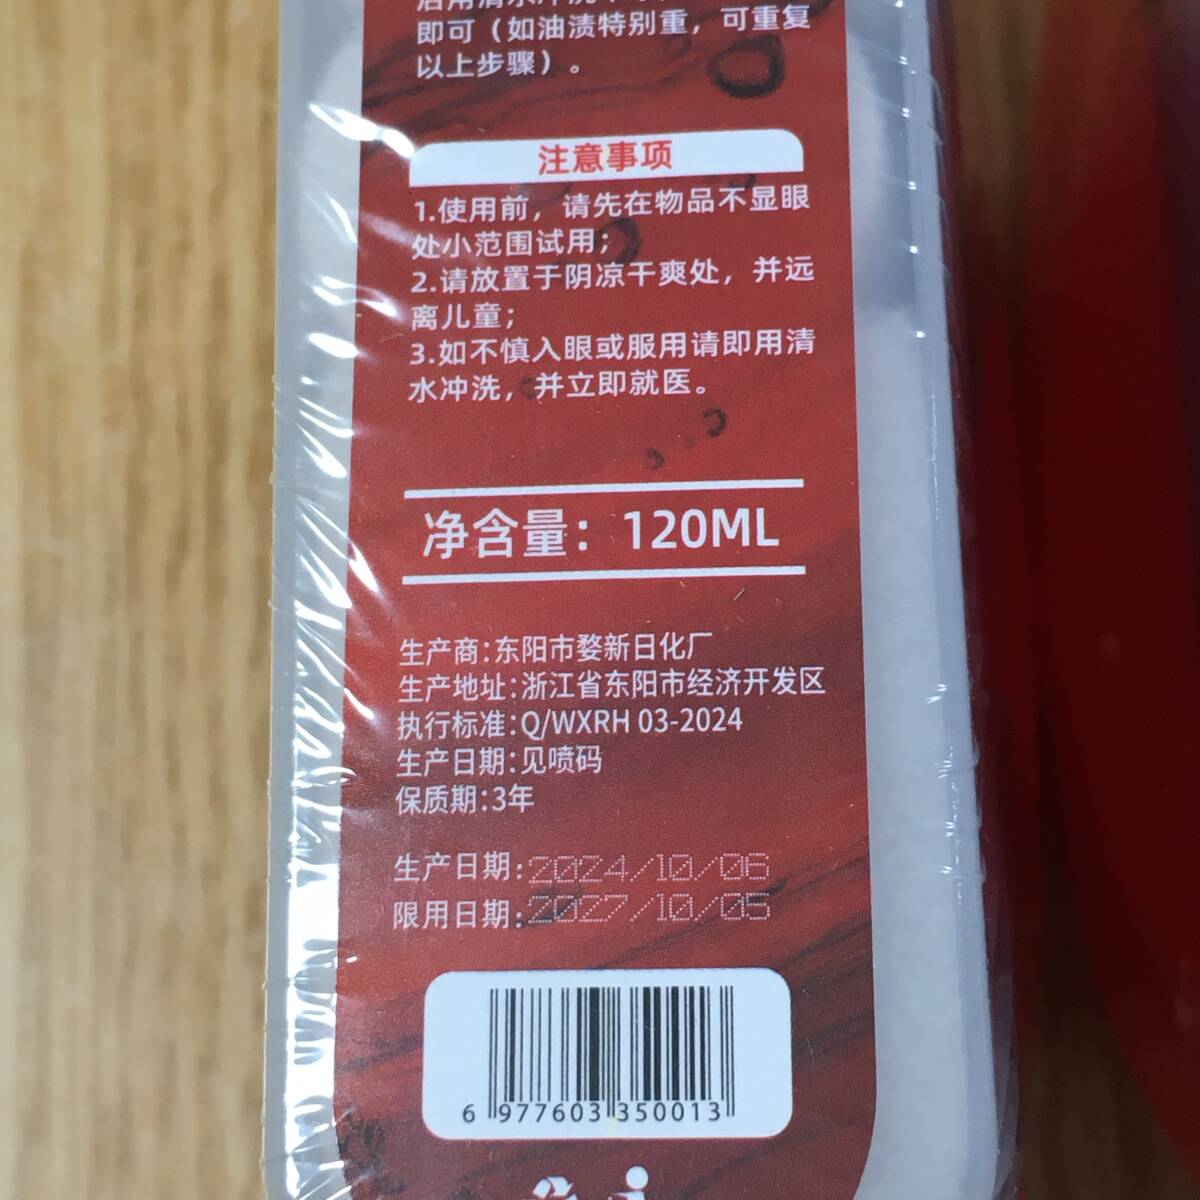 即可（如油渍特别重，可重复
以上步骤）。
注意事项
1.使用前，请先在物品不显眼
处小范围试用；
2.请放置于阴凉干爽处，并远
离儿童；
3.如不慎入眼或服用请即用清
水冲洗，并立即就医。
净含量：120ML
生产商:东阳市婺新日化厂
生产地址:浙江省东阳市经济开发区
执行标准:Q/WXRH 03-2024
生产日期:见喷码
保质期:3年
生产日期:2024/10/06
限用日期:2027/10/05
6 977603 350013